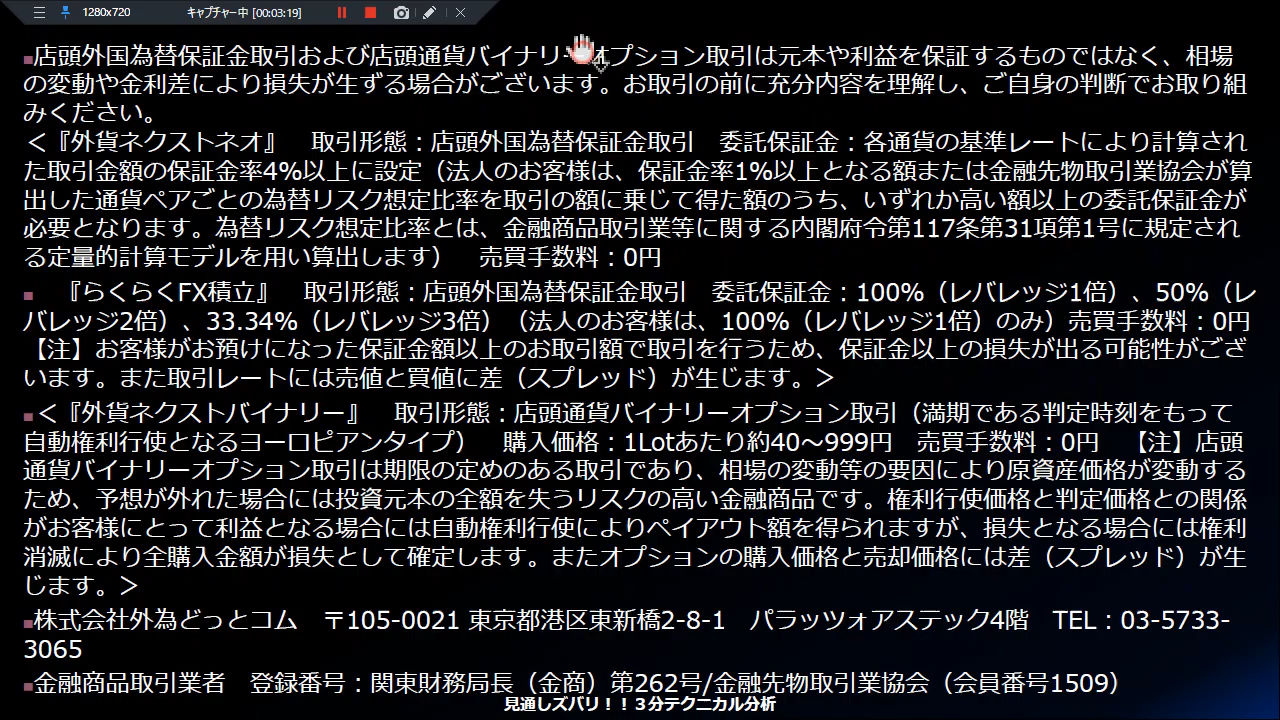 1280x720 キャプチャー中 [00:03:19]
■店頭外国為替保証金取引および店頭通貨バイナリーオプション取引は元本や利益を保証するものではなく、相場
の変動や金利差により損失が生ずる場合がございます。お取引の前に充分内容を理解し、ご自身の判断でお取り組
みください。
＜『外貨ネクストネオ』　取引形態：店頭外国為替保証金取引　委託保証金：各通貨の基準レートにより計算され
た取引金額の保証金率4%以上に設定（法人のお客様は、保証金率1%以上となる額または金融先物取引業協会が算
出した通貨ペアごとの為替リスク想定比率を取引の額に乗じて得た額のうち、いずれか高い額以上の委託保証金が
必要となります。為替リスク想定比率とは、金融商品取引業等に関する内閣府令第117条第31項第1号に規定され
る定量的計算モデルを用い算出します）　売買手数料：0円
■　『らくらくFX積立』　取引形態：店頭外国為替保証金取引　委託保証金：100%（レバレッジ1倍）、50%（レ
バレッジ2倍）、33.34%（レバレッジ3倍）（法人のお客様は、100%（レバレッジ1倍）のみ）売買手数料：0円
【注】お客様がお預けになった保証金額以上のお取引額で取引を行うため、保証金以上の損失が出る可能性がござ
います。また取引レートには売値と買値に差（スプレッド）が生じます。＞
■＜『外貨ネクストバイナリー』　取引形態：店頭通貨バイナリーオプション取引（満期である判定時刻をもって
自動権利行使となるヨーロピアンタイプ）　購入価格：1Lotあたり約40～999円　売買手数料：0円　【注】店頭
通貨バイナリーオプション取引は期限の定めのある取引であり、相場の変動等の要因により原資産価格が変動する
ため、予想が外れた場合には投資元本の全額を失うリスクの高い金融商品です。権利行使価格と判定価格との関係
がお客様にとって利益となる場合には自動権利行使によりペイアウト額を得られますが、損失となる場合には権利
消滅により全購入金額が損失として確定します。またオプションの購入価格と売却価格には差（スプレッド）が生
じます。＞
■株式会社外為どっとコム　〒105-0021 東京都港区東新橋2-8-1　パラッツォアステック4階　TEL：03-5733-
3065
■金融商品取引業者　登録番号：関東財務局長（金商）第262号/金融先物取引業協会（会員番号1509）
見通しズバリ！！３分テクニカル分析